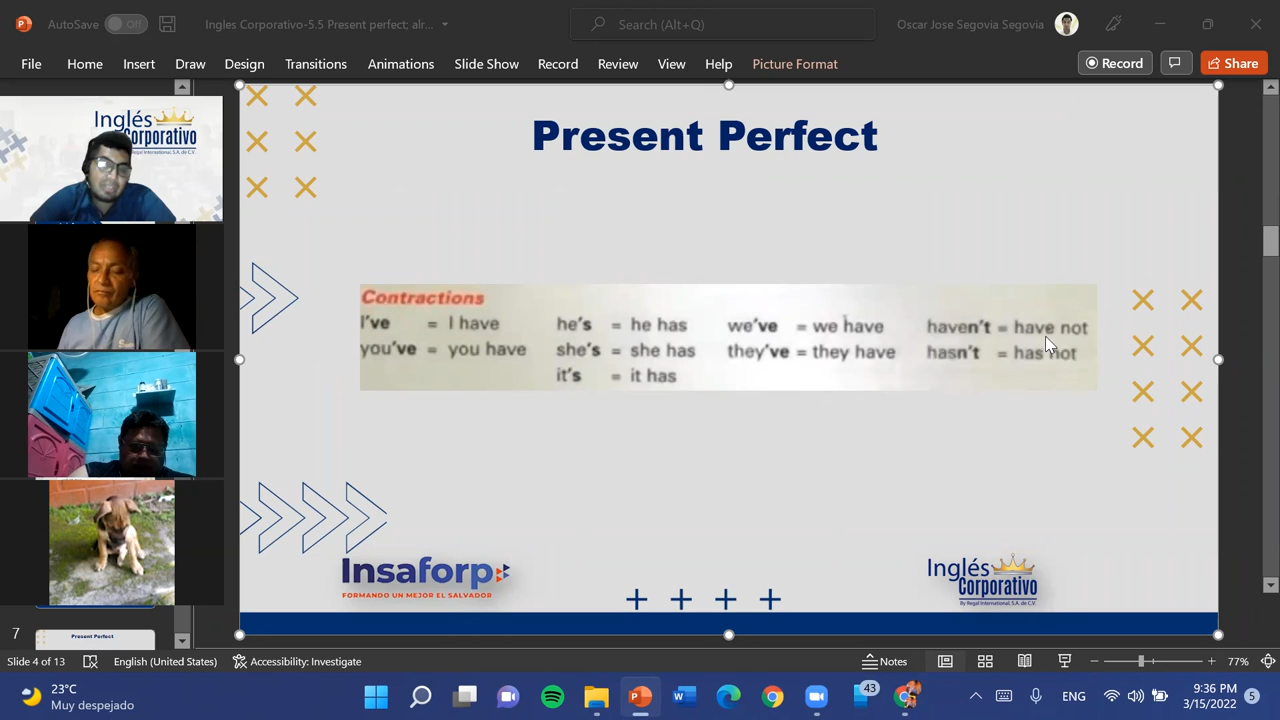 AutoSave Off Ingles Corporativo-5.5 Present perfect; alr... Search (Alt+Q) Oscar Jose Segovia Segovia
File Home Insert Draw Design Transitions Animations Slide Show Record Review View Help Picture Format Record Share
Inglés
Corporativo
Present Perfect
Contractions
I've = I have he's = he has we've = we have haven't = have not
you've = you have she's = she has they've = they have hasn't = has not
it's = it has
Insaforp
FORMANDO UN MEJOR EL SALVADOR
Inglés
Corporativo
By Regal International, S.A. de C.V.
7
Present Perfect
Slide 4 of 13 English (United States) Accessibility: Investigate Notes 77%
23°C
Muy despejado
43
ENG
9:36 PM
3/15/2022
5